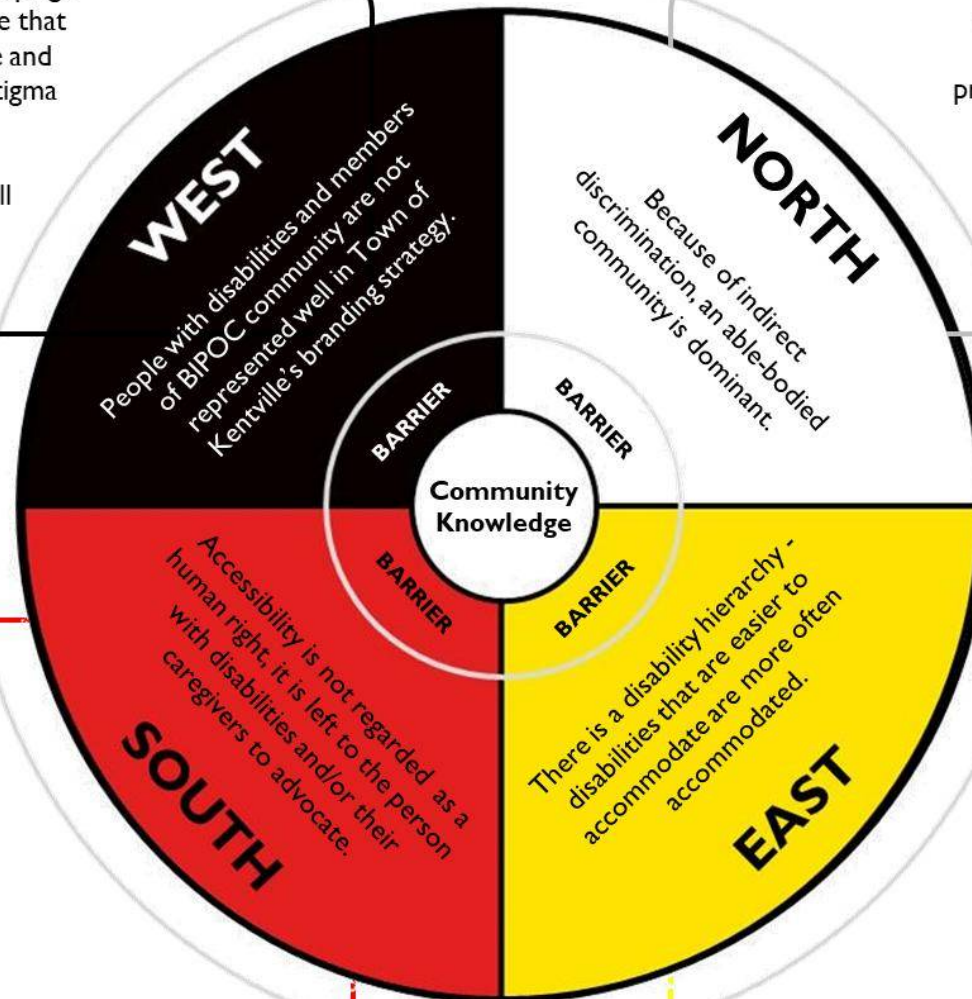 e that
e and
tigma
ll
WEST
People with disabilities and members
of BIPOC community are not
represented well in Town of
Kentville's branding strategy.
BARRIER
NORTH
Because of indirect
discrimination, an able-bodied
community is dominant.
BARRIER
Community
Knowledge
BARRIER
Accessibility is not regarded as a
human right, it is left to the person
with disabilities and/or their
caregivers to advocate.
SOUTH
BARRIER
There is a disability hierarchy -
disabilities that are easier to
accommodate are more often
accommodated.
EAST